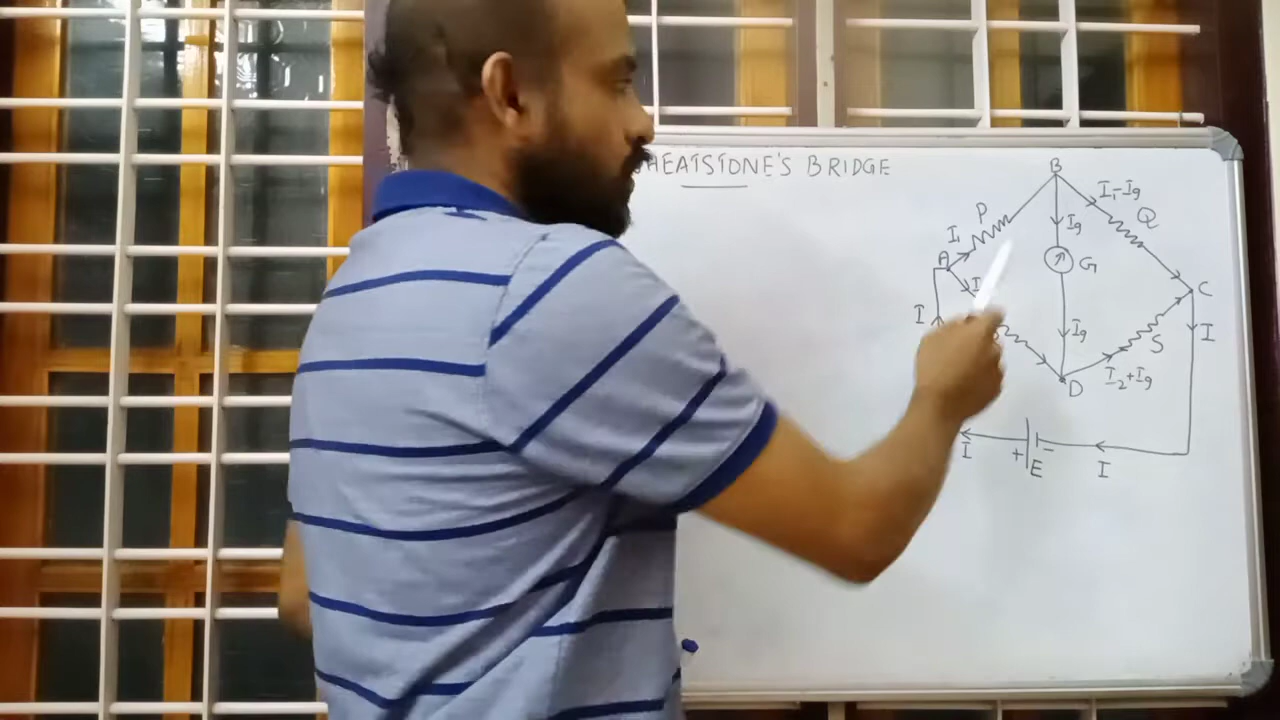 HEATSTONE'S BRIDGE
B
I₁-Ig
P
Q
I₁
Ig
A
G
I
C
I
Ig
S
I
D
I₂+Ig
I
+ E -
I